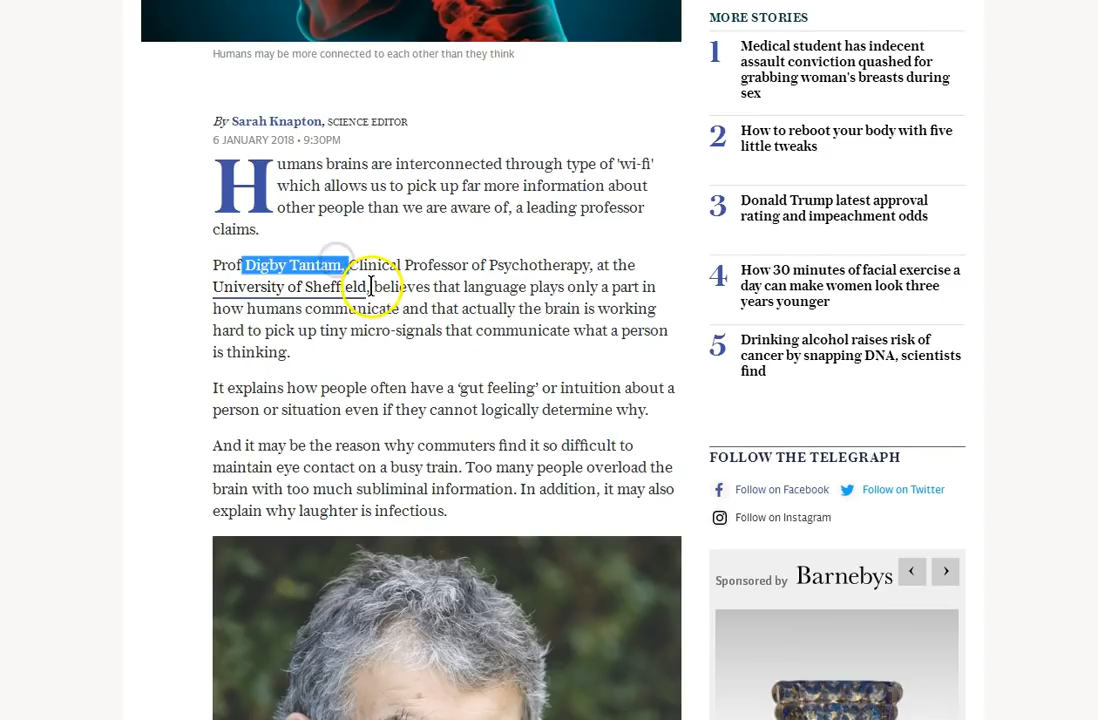 Humans may be more connected to each other than they think
By Sarah Knapton, SCIENCE EDITOR
6 JANUARY 2018 • 9:30PM
Humans brains are interconnected through type of 'wi-fi'
which allows us to pick up far more information about
other people than we are aware of, a leading professor
claims.
Prof Digby Tantam, Clinical Professor of Psychotherapy, at the
University of Sheffield, believes that language plays only a part in
how humans communicate and that actually the brain is working
hard to pick up tiny micro-signals that communicate what a person
is thinking.
It explains how people often have a ‘gut feeling’ or intuition about a
person or situation even if they cannot logically determine why.
And it may be the reason why commuters find it so difficult to
maintain eye contact on a busy train. Too many people overload the
brain with too much subliminal information. In addition, it may also
explain why laughter is infectious.
MORE STORIES
1 Medical student has indecent
assault conviction quashed for
grabbing woman's breasts during
sex
2 How to reboot your body with five
little tweaks
3 Donald Trump latest approval
rating and impeachment odds
4 How 30 minutes of facial exercise a
day can make women look three
years younger
5 Drinking alcohol raises risk of
cancer by snapping DNA, scientists
find
FOLLOW THE TELEGRAPH
Follow on Facebook Follow on Twitter
Follow on Instagram
Sponsored by Barnebys